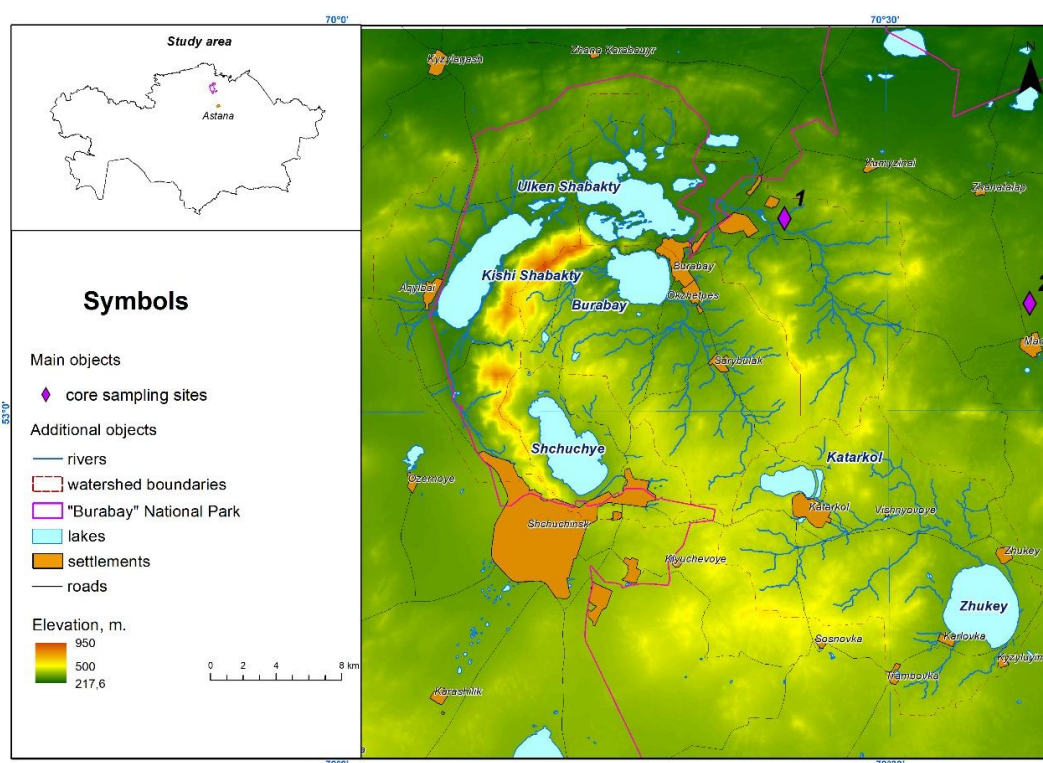 70°0'
70°30'
Study area
Astana
Symbols
Main objects
core sampling sites
Additional objects
rivers
watershed boundaries
"Burabay" National Park
lakes
settlements
roads
Elevation, m.
950
500
217,6
0 2 4 8 km
53°0'
N
Kyzylagash
Zhana Karabauyr
Kumyzinai
Zhanatalap
Ulken Shabakty
1
Kishi Shabakty
Burabay
Burabay
Aqylbai
Okzhetpes
2
Sarybulak
Shchuchye
Katarkol
Ozernoye
Katarkol
Vishnyovoye
Shchuchinsk
Klyuchevoye
Zhukey
Zhukey
Sosnovka
Karlovka
Trambovka
Karashilik